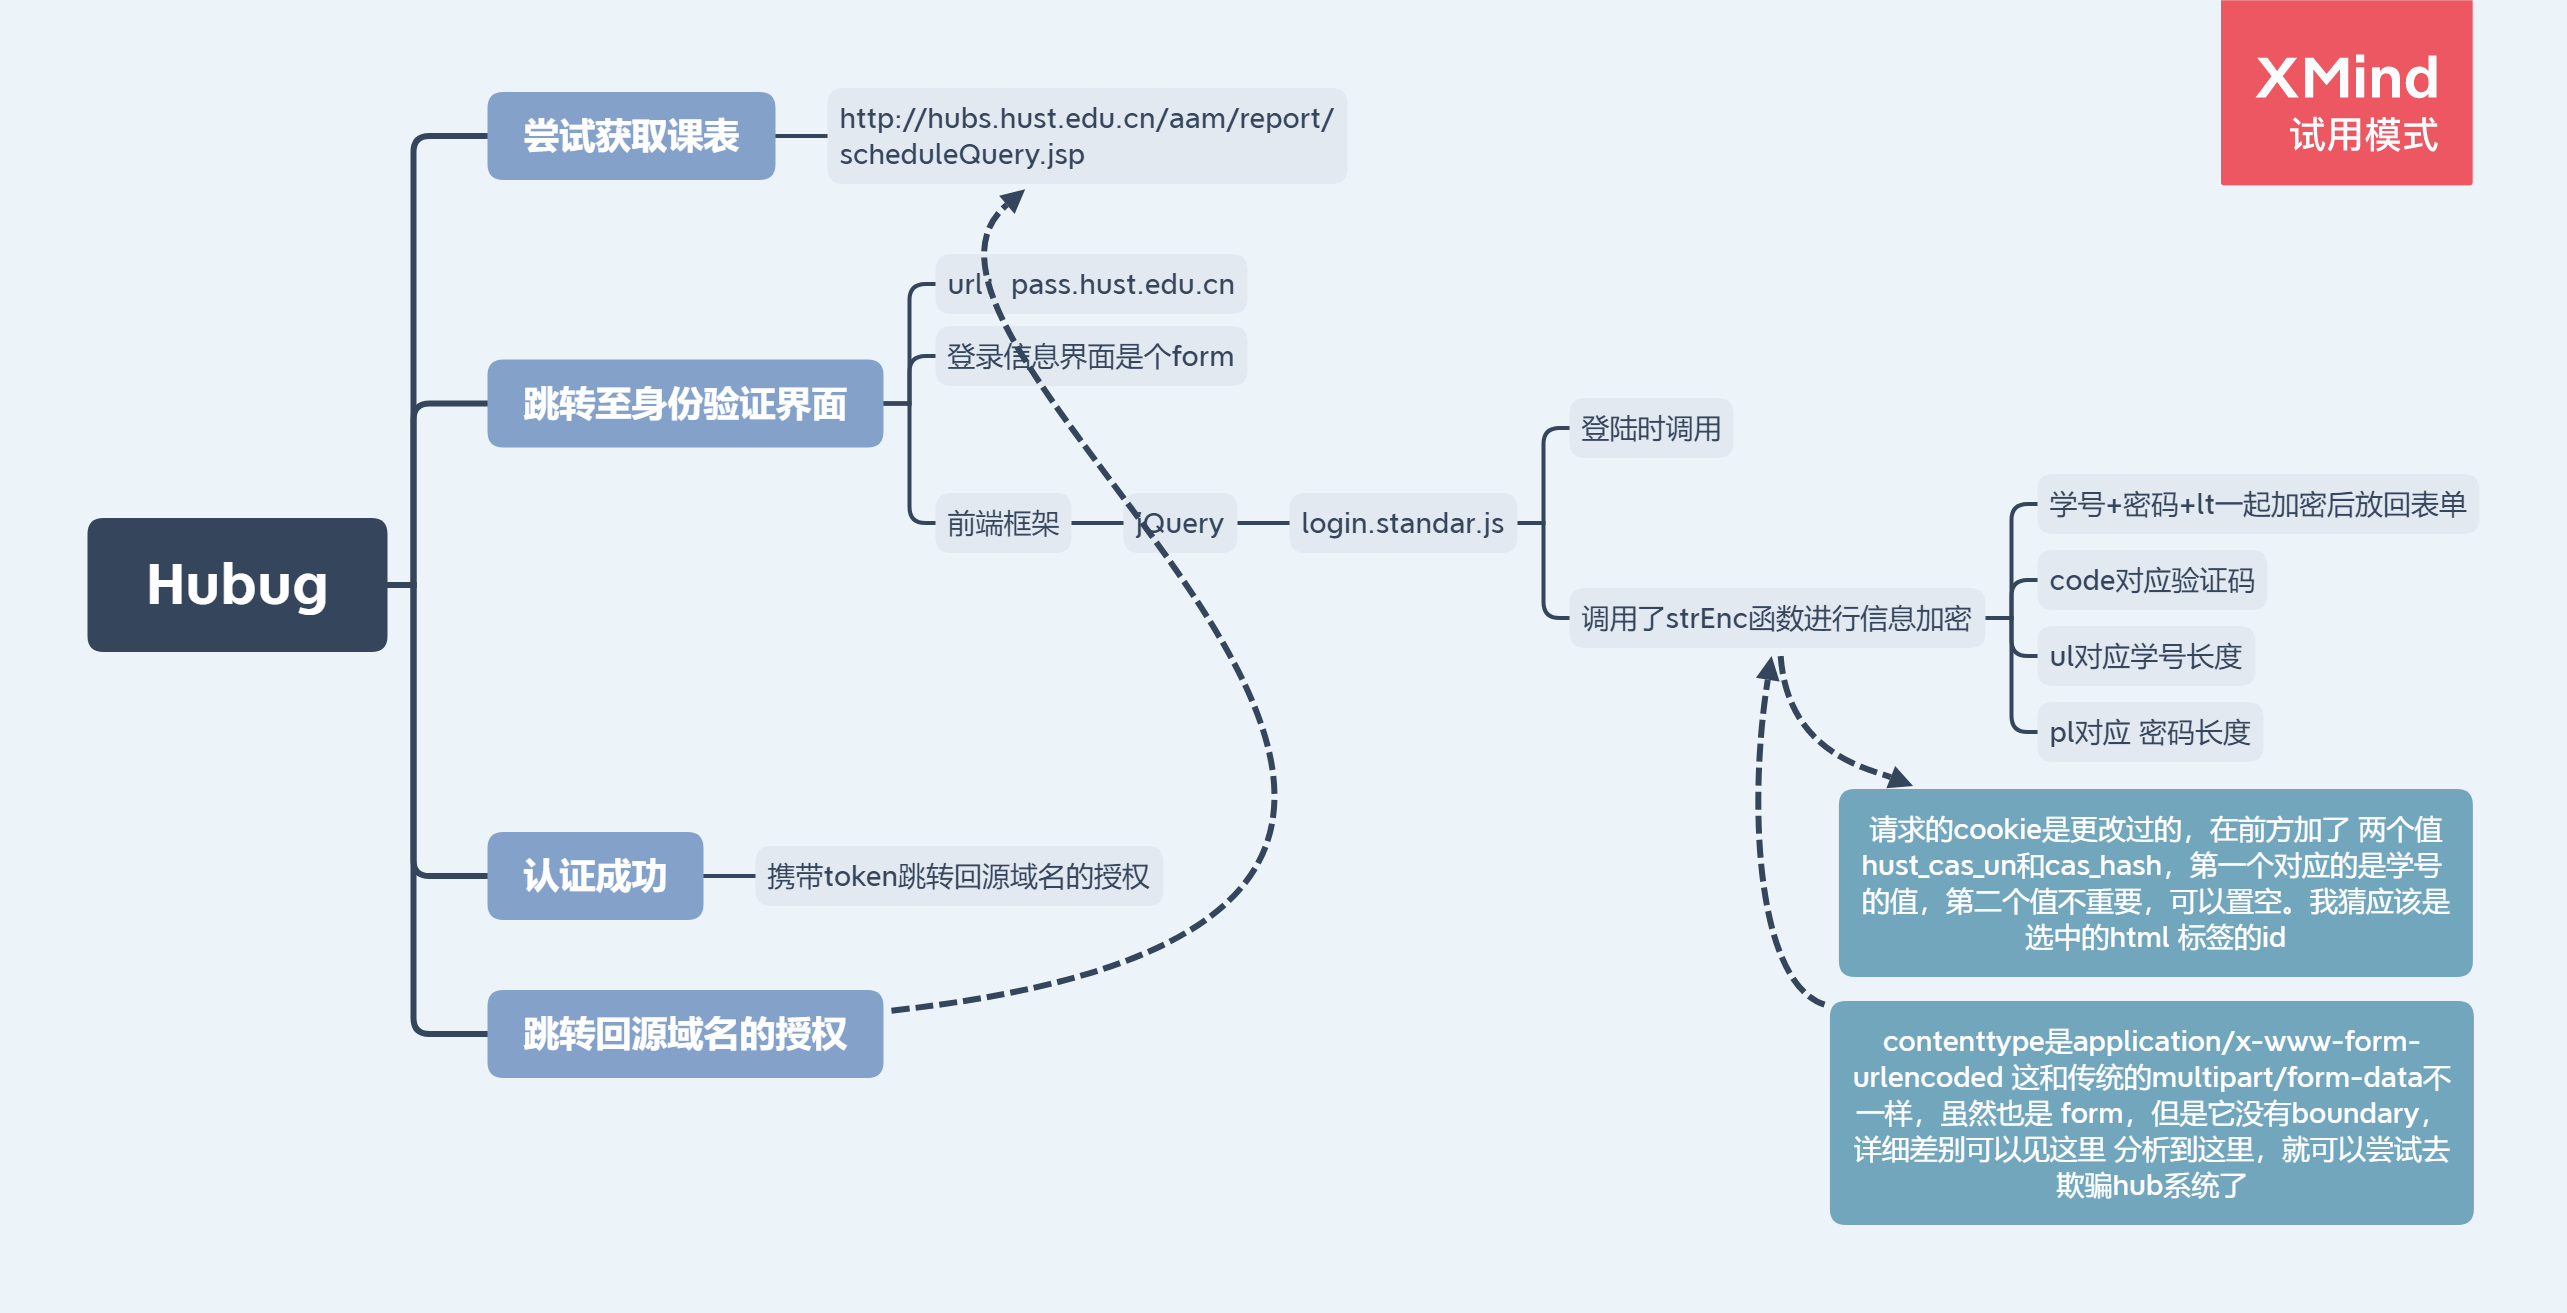 XMind
试用模式
尝试获取课表
http://hubs.hust.edu.cn/aam/report/
scheduleQuery.jsp
url: pass.hust.edu.cn
登录信息界面是个form
跳转至身份验证界面
登陆时调用
前端框架
jQuery
login.standar.js
学号+密码+lt一起加密后放回表单
code对应验证码
调用了strEnc函数进行信息加密
ul对应学号长度
pl对应 密码长度
Hubug
请求的cookie是更改过的，在前方加了 两个值
hust_cas_un和cas_hash，第一个对应的是学号
的值，第二个值不重要，可以置空。我猜应该是
选中的html 标签的id
认证成功
携带token跳转回源域名的授权
跳转回源域名的授权
contenttype是application/x-www-form-
urlencoded 这和传统的multipart/form-data不
一样，虽然也是 form，但是它没有boundary，
详细差别可以见这里 分析到这里，就可以尝试去
欺骗hub系统了